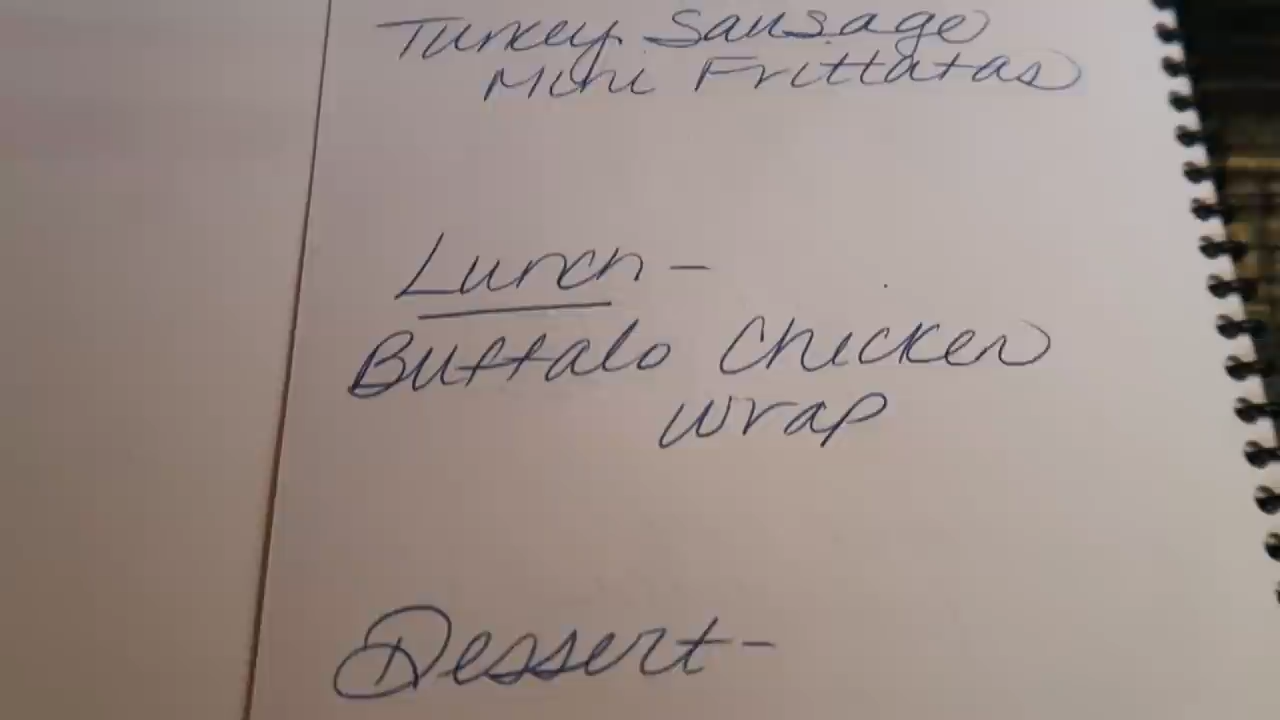 Turkey Sausage
Mini Frittatas
Lunch -
Buffalo Chicken
wrap
Dessert -